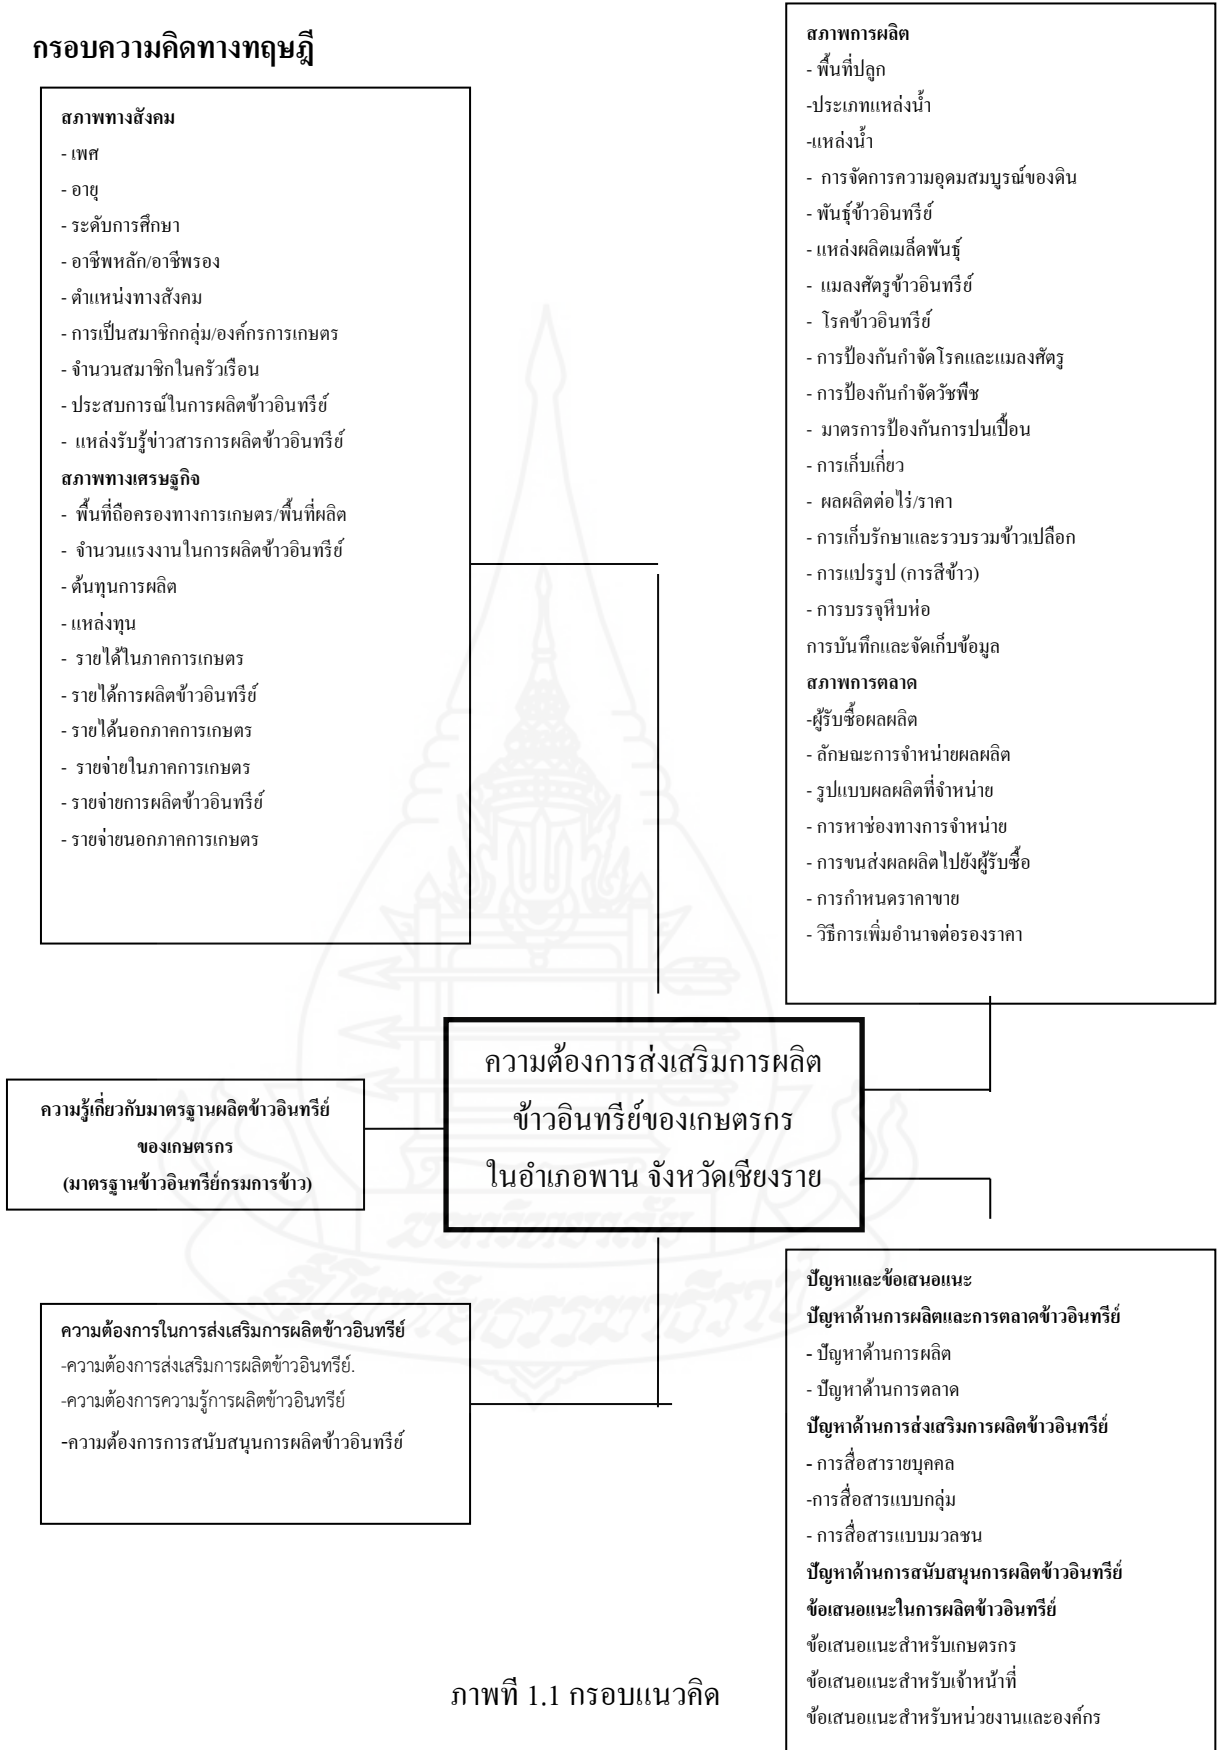 กรอบความคิดทางทฤษฎี
สภาพทางสังคม
- เพศ
- อายุ
- ระดับการศึกษา
- อาชีพหลัก/อาชีพรอง
- ตำแหน่งทางสังคม
- การเป็นสมาชิกกลุ่ม/องค์กรการเกษตร
- จำนวนสมาชิกในครัวเรือน
- ประสบการณ์ในการผลิตข้าวอินทรีย์
- แหล่งรับรู้ข่าวสารการผลิตข้าวอินทรีย์
สภาพทางเศรษฐกิจ
- พื้นที่ถือครองทางการเกษตร/พื้นที่ผลิต
- จำนวนแรงงานในการผลิตข้าวอินทรีย์
- ต้นทุนการผลิต
- แหล่งทุน
- รายได้ในภาคการเกษตร
- รายได้การผลิตข้าวอินทรีย์
- รายได้นอกภาคการเกษตร
- รายจ่ายในภาคการเกษตร
- รายจ่ายการผลิตข้าวอินทรีย์
- รายจ่ายนอกภาคการเกษตร
สภาพการผลิต
- พื้นที่ปลูก
-ประเภทแหล่งน้ำ
-แหล่งน้ำ
- การจัดการความอุดมสมบูรณ์ของดิน
- พันธุ์ข้าวอินทรีย์
- แหล่งผลิตเมล็ดพันธุ์
- แมลงศัตรูข้าวอินทรีย์
- โรคข้าวอินทรีย์
- การป้องกันกำจัดโรคและแมลงศัตรู
- การป้องกันกำจัดวัชพืช
- มาตรการป้องกันการปนเปื้อน
- การเก็บเกี่ยว
- ผลผลิตต่อไร่/ราคา
- การเก็บรักษาและรวบรวมข้าวเปลือก
- การแปรรูป (การสีข้าว)
- การบรรจุหีบห่อ
การบันทึกและจัดเก็บข้อมูล
สภาพการตลาด
-ผู้รับซื้อผลผลิต
- ลักษณะการจำหน่ายผลผลิต
- รูปแบบผลผลิตที่จำหน่าย
- การหาช่องทางการจำหน่าย
- การขนส่งผลผลิตไปยังผู้รับซื้อ
- การกำหนดราคาขาย
- วิธีการเพิ่มอำนาจต่อรองราคา
ความต้องการส่งเสริมการผลิต
ข้าวอินทรีย์ของเกษตรกร
ในอำเภอพาน จังหวัดเชียงราย
ความรู้เกี่ยวกับมาตรฐานผลิตข้าวอินทรีย์
ของเกษตรกร
(มาตรฐานข้าวอินทรีย์กรมการข้าว)
มหาวิทยาลัย
สุโขทัยธรรมาธิราช
ความต้องการในการส่งเสริมการผลิตข้าวอินทรีย์
-ความต้องการส่งเสริมการผลิตข้าวอินทรีย์.
-ความต้องการความรู้การผลิตข้าวอินทรีย์
-ความต้องการการสนับสนุนการผลิตข้าวอินทรีย์
ปัญหาและข้อเสนอแนะ
ปัญหาด้านการผลิตและการตลาดข้าวอินทรีย์
- ปัญหาด้านการผลิต
- ปัญหาด้านการตลาด
ปัญหาด้านการส่งเสริมการผลิตข้าวอินทรีย์
- การสื่อสารายบุคคล
-การสื่อสารแบบกลุ่ม
- การสื่อสารแบบมวลชน
ปัญหาด้านการสนับสนุนการผลิตข้าวอินทรีย์
ข้อเสนอแนะในการผลิตข้าวอินทรีย์
ข้อเสนอแนะสำหรับเกษตรกร
ข้อเสนอแนะสำหรับเจ้าหน้าที่
ข้อเสนอแนะสำหรับหน่วยงานและองค์กร
ภาพที่ 1.1 กรอบแนวคิด